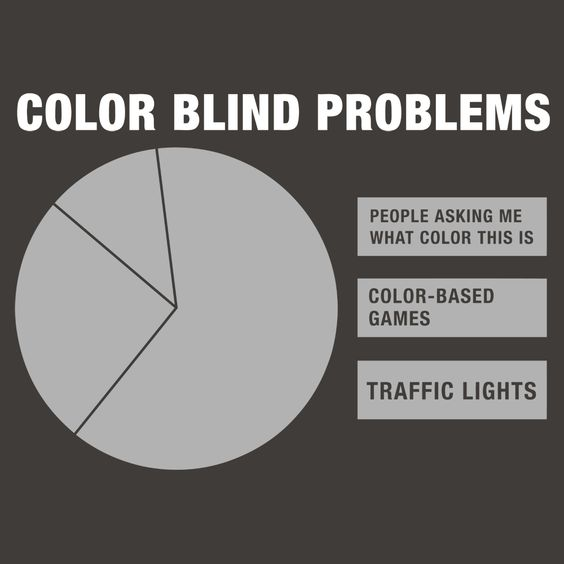 COLOR BLIND PROBLEMS
PEOPLE ASKING ME
WHAT COLOR THIS IS
COLOR-BASED
GAMES
TRAFFIC LIGHTS